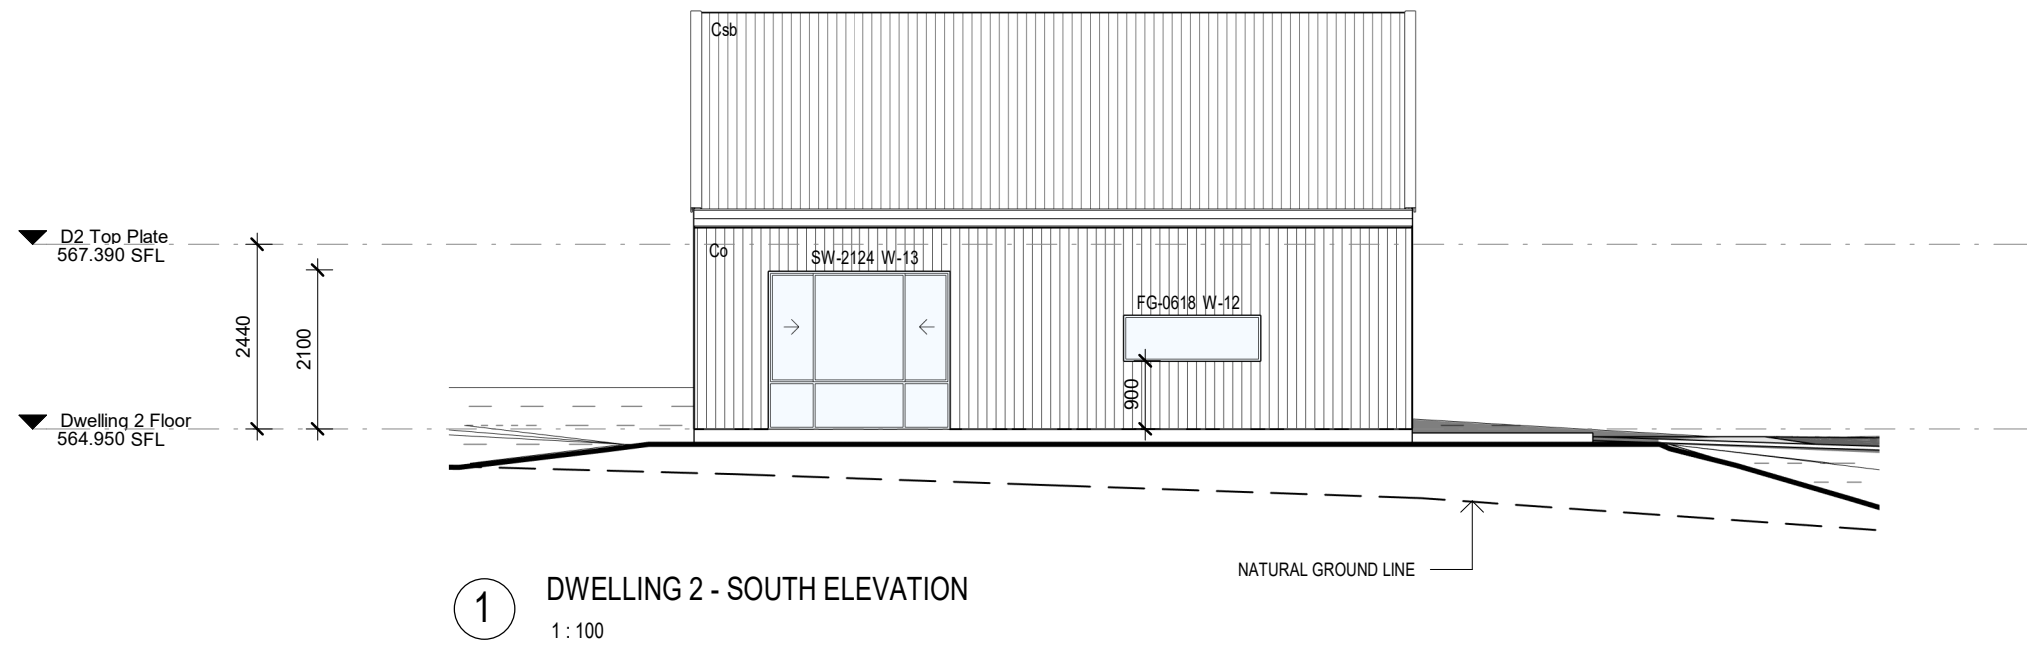 Csb
D2 Top Plate
567.390 SFL
Co
SW-2124 W-13
FG-0618 W-12
2440
2100
900
Dwelling 2 Floor
564.950 SFL
NATURAL GROUND LINE
1
DWELLING 2 - SOUTH ELEVATION
1 : 100